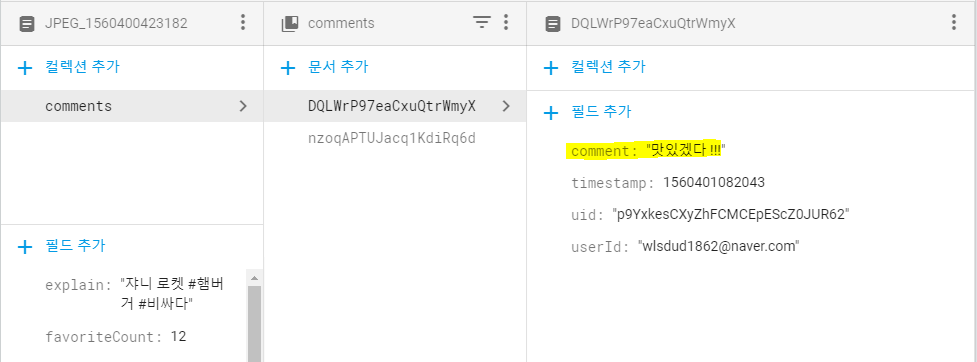 JPEG_1560400423182
컬렉션 추가
comments
필드 추가
explain: "쟈니 로켓 #햄버
거 #비싸다"
favoriteCount: 12
comments
문서 추가
DQLWrP97eaCxuQtrWmyX
nzoqAPTUJacq1KdiRq6d
DQLWrP97eaCxuQtrWmyX
컬렉션 추가
필드 추가
comment: "맛있겠다 !!!"
timestamp: 1560401082043
uid: "p9YxkesCXyZhFCMCEpEScZ0JUR62"
userId: "wlsdud1862@naver.com"